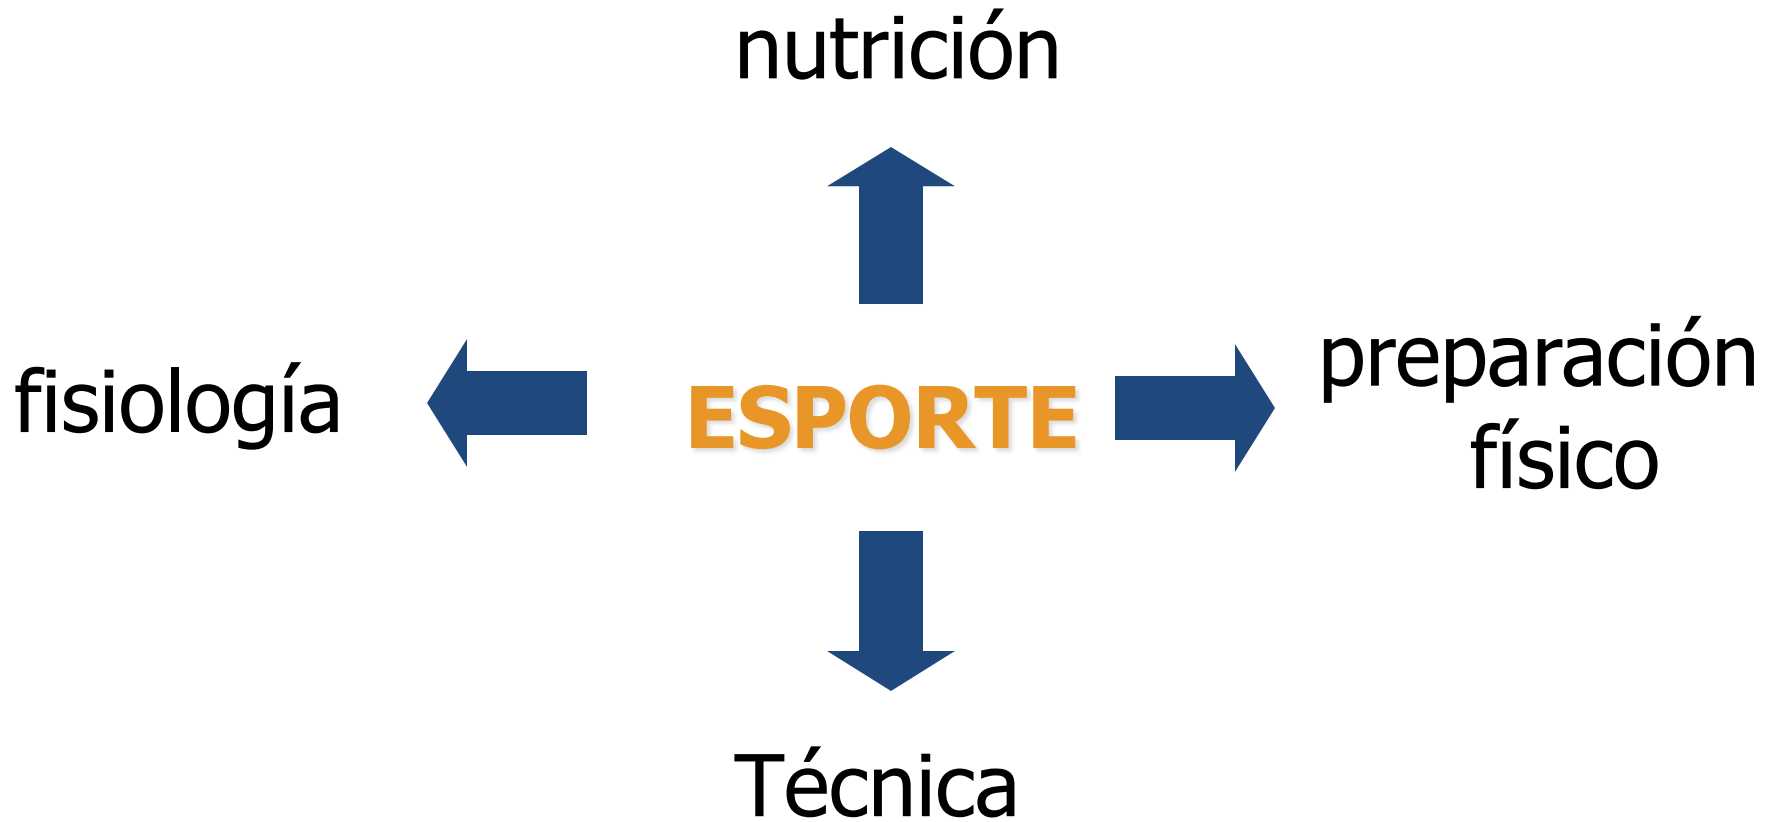 nutrición
fisiología
ESPORTE
preparación
físico
Técnica